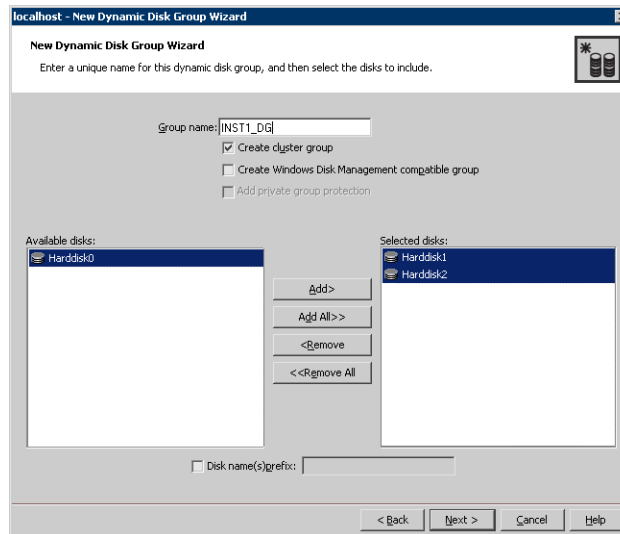 localhost - New Dynamic Disk Group Wizard
New Dynamic Disk Group Wizard
Enter a unique name for this dynamic disk group, and then select the disks to include.
Group name: INST1_DG
Create cluster group
Create Windows Disk Management compatible group
Add private group protection
Available disks:
Harddisk0
Selected disks:
Harddisk1
Harddisk2
Add>
Add All>>
<Remove
<<Remove All
Disk name(s)prefix:
< Back
Next >
Cancel
Help